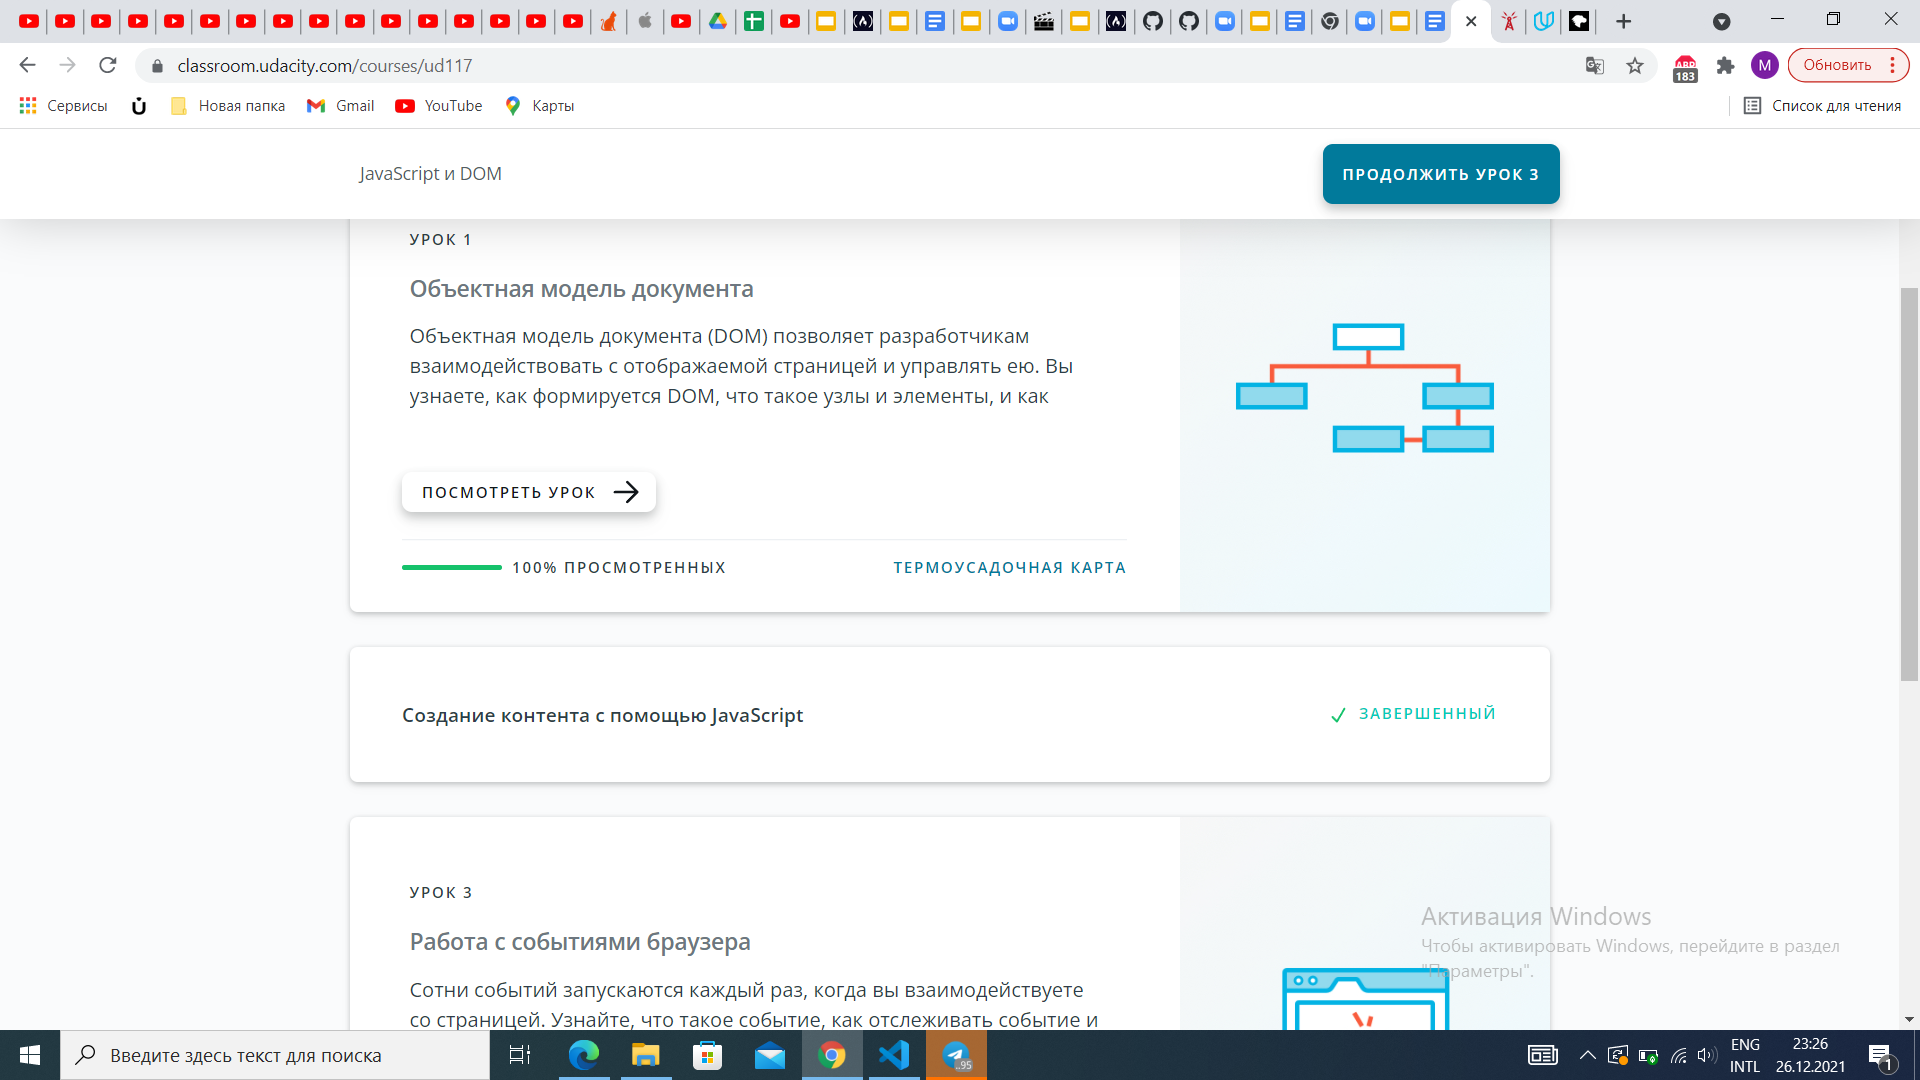 classroom.udacity.com/courses/ud117
ABP
183
M
Обновить
Сервисы
Новая папка
Gmail
YouTube
Карты
Список для чтения
JavaScript и DOM
ПРОДОЛЖИТЬ УРОК 3
УРОК 1
Объектная модель документа
Объектная модель документа (DOM) позволяет разработчикам
взаимодействовать с отображаемой страницей и управлять ею. Вы
узнаете, как формируется DOM, что такое узлы и элементы, и как
ПОСМОТРЕТЬ УРОК
100% ПРОСМОТРЕННЫХ
ТЕРМОУСАДОЧНАЯ КАРТА
Создание контента с помощью JavaScript
ЗАВЕРШЕННЫЙ
УРОК 3
Работа с событиями браузера
Сотни событий запускаются каждый раз, когда вы взаимодействуете
со страницей. Узнайте, что такое событие, как отслеживать событие и
Активация Windows
Чтобы активировать Windows, перейдите в раздел
"Параметры".
Введите здесь текст для поиска
..95
ENG
INTL
23:26
26.12.2021
1